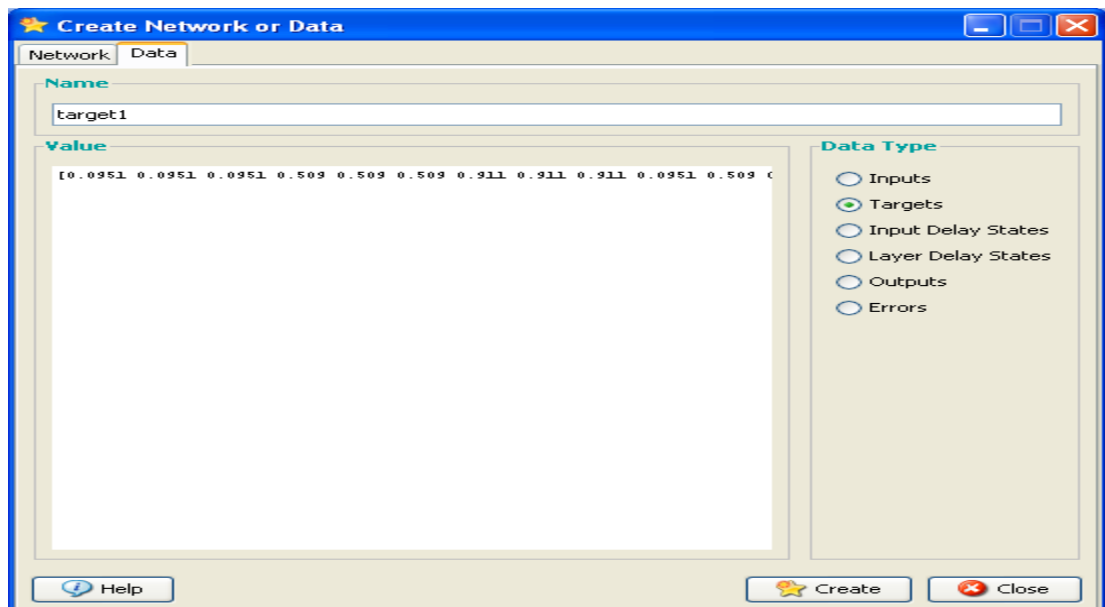 Create Network or Data
Network Data
Name
target1
Value
[0.0951 0.0951 0.0951 0.509 0.509 0.509 0.911 0.911 0.911 0.0951 0.509
Data Type
Inputs
Targets
Input Delay States
Layer Delay States
Outputs
Errors
Help
Create
Close